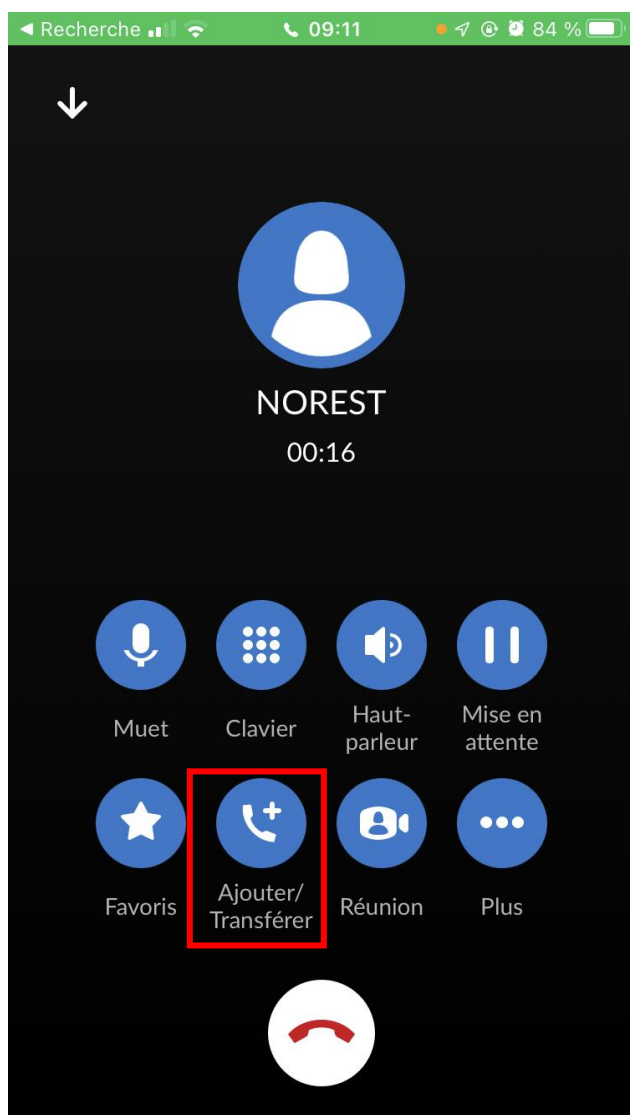 Recherche 09:11 84 %
NOREST
00:16
Muet Clavier Haut-parleur Mise en attente
Favoris Ajouter/Transférer Réunion Plus